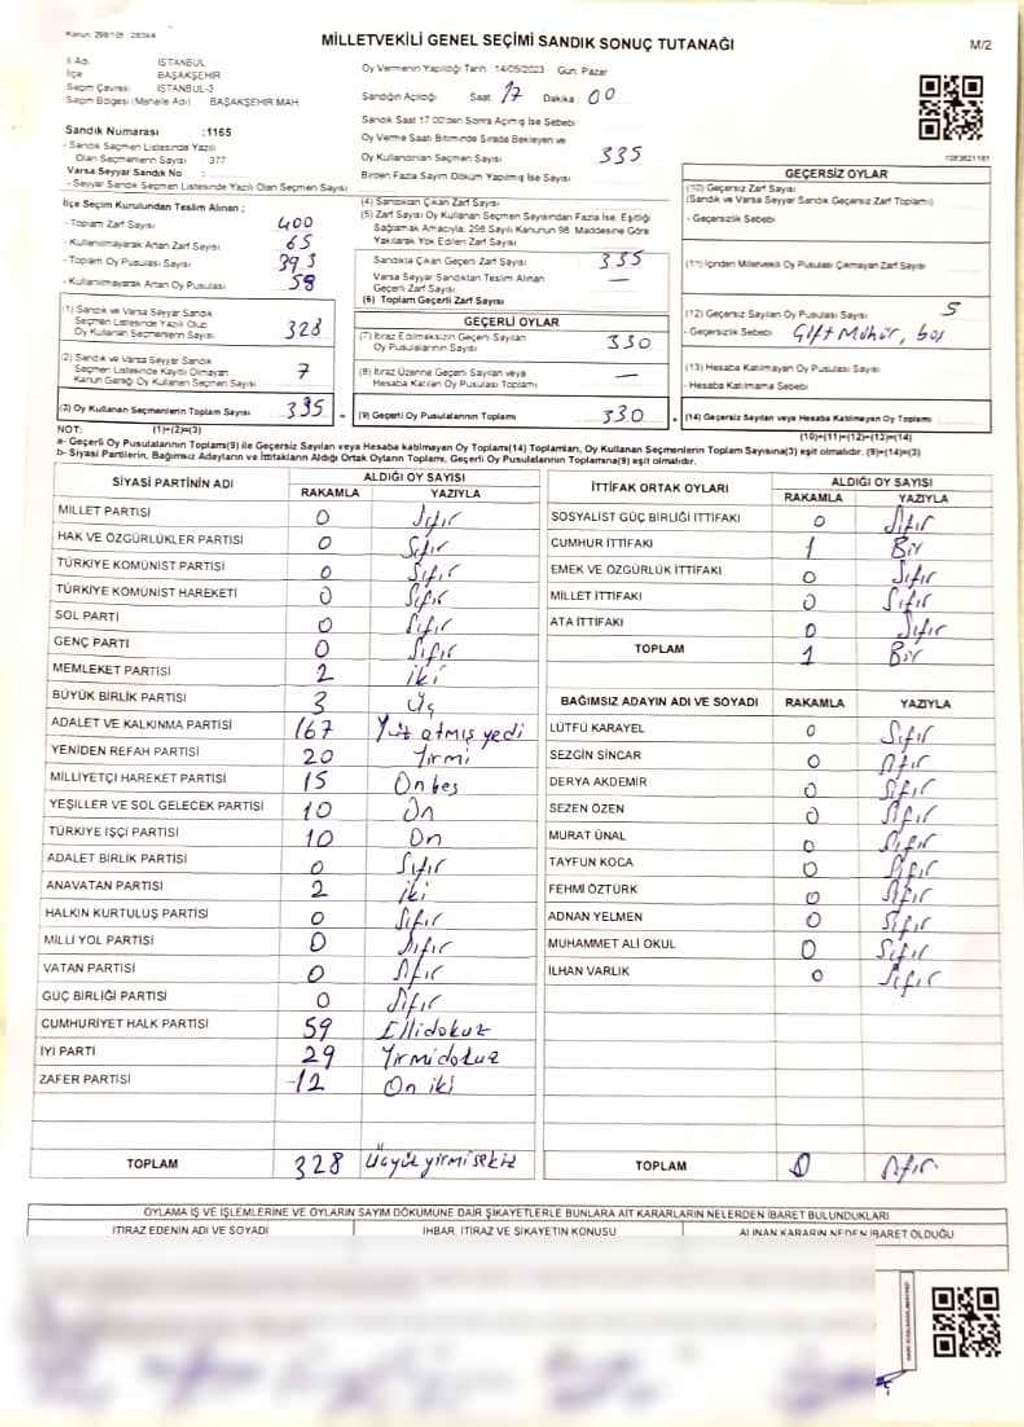 Kanun: 298/105
MİLLETVEKİLİ GENEL SEÇİMİ SANDIK SONUÇ TUTANAĞI
M/2
İl Adı İSTANBUL
İlçe BAŞAKŞEHİR
Seçim Çevresi İSTANBUL-3
Seçim Bölgesi (Mahalle Adı) BAŞAKŞEHİR MAH.
Sandık Numarası :1165
- Sandık Seçmen Listesinde Yazılı
Olan Seçmenlerin Sayısı 377
Varsa Seyyar Sandık No :
- Seyyar Sandık Seçmen Listesinde Yazılı Olan Seçmen Sayısı
Oy Vermenin Yapıldığı Tarih: 14/05/2023 Gün: Pazar
Sandığın Açıldığı Saat: 17 Dakika: 00
Sandık Saat 17.00'den Sonra Açılmış İse Sebebi
Oy Verme Saati Bitiminde Sırada Bekleyen ve
Oy Kullandırılan Seçmen Sayısı 335
Birden Fazla Sayım Döküm Yapılmış İse Sayısı
İlçe Seçim Kurulundan Teslim Alınan ;
- Toplam Zarf Sayısı 400
- Kullanılmayarak Artan Zarf Sayısı 65
- Toplam Oy Pusulası Sayısı 393
- Kullanılmayarak Artan Oy Pusulası 58
(1) Sandık ve Varsa Seyyar Sandık
Seçmen Listesinde Yazılı Olup
Oy Kullanan Seçmenlerin Sayısı 328
(2) Sandık ve Varsa Seyyar Sandık
Seçmen Listesinde Kayıtlı Olmayan
Kanun Gereği Oy Kullanan Seçmen Sayısı 7
(3) Oy Kullanan Seçmenlerin Toplam Sayısı 335
(1)+(2)=(3)
(4) Sandıktan Çıkan Zarf Sayısı
(5) Zarf Sayısı Oy Kullanan Seçmen Sayısından Fazla İse, Eşitliği
Sağlamak Amacıyla; 298 Sayılı Kanunun 98. Maddesine Göre
Yakılarak Yok Edilen Zarf Sayısı
Sandıkta Çıkan Geçerli Zarf Sayısı 335
Varsa Seyyar Sandıktan Teslim Alınan
Geçerli Zarf Sayısı —
(6) Toplam Geçerli Zarf Sayısı
GEÇERLİ OYLAR
(7) İtiraz Edilmeksizin Geçerli Sayılan
Oy Pusulalarının Sayısı 330
(8) İtiraz Üzerine Geçerli Sayılan veya
Hesaba Katılan Oy Pusulası Toplamı —
(9) Geçerli Oy Pusulalarının Toplamı 330
GEÇERSİZ OYLAR
(10) Geçersiz Zarf Sayısı
(Sandık ve Varsa Seyyar Sandık Geçersiz Zarf Toplamı)
- Geçersizlik Sebebi
(11) İçinden Milletvekili Oy Pusulası Çıkmayan Zarf Sayısı
(12) Geçersiz Sayılan Oy Pusulası Sayısı 5
- Geçersizlik Sebebi Çift Mühür, boş
(13) Hesaba Katılmayan Oy Pusulası Sayısı
- Hesaba Katılmama Sebebi
(14) Geçersiz Sayılan veya Hesaba Katılmayan Oy Toplamı
(10)+(11)+(12)+(13)=(14)
NOT:
a- Geçerli Oy Pusulalarının Toplamı(9) ile Geçersiz Sayılan veya Hesaba katılmayan Oy Toplamı(14) Toplamları, Oy Kullanan Seçmenlerin Toplam Sayısına(3) eşit olmalıdır. (9)+(14)=(3)
b- Siyasi Partilerin, Bağımsız Adayların ve İttifakların Aldığı Ortak Oyların Toplamı, Geçerli Oy Pusulalarının Toplamına(9) eşit olmalıdır.
SİYASİ PARTİNİN ADI ALDIĞI OY SAYISI
RAKAMLA YAZIYLA
MİLLET PARTİSİ 0 Sıfır
HAK VE ÖZGÜRLÜKLER PARTİSİ 0 Sıfır
TÜRKİYE KOMÜNİST PARTİSİ 0 Sıfır
TÜRKİYE KOMÜNİST HAREKETİ 0 Sıfır
SOL PARTİ 0 Sıfır
GENÇ PARTİ 0 Sıfır
MEMLEKET PARTİSİ 2 iki
BÜYÜK BİRLİK PARTİSİ 3 Üç
ADALET VE KALKINMA PARTİSİ 167 Yüz atmış yedi
YENİDEN REFAH PARTİSİ 20 Yirmi
MİLLİYETÇİ HAREKET PARTİSİ 15 Onbeş
YEŞİLLER VE SOL GELECEK PARTİSİ 10 On
TÜRKİYE İŞÇİ PARTİSİ 10 On
ADALET BİRLİK PARTİSİ 0 Sıfır
ANAVATAN PARTİSİ 2 iki
HALKIN KURTULUŞ PARTİSİ 0 Sıfır
MİLLİ YOL PARTİSİ 0 Sıfır
VATAN PARTİSİ 0 Sıfır
GÜÇ BİRLİĞİ PARTİSİ 0 Sıfır
CUMHURİYET HALK PARTİSİ 59 Ellidokuz
İYİ PARTİ 29 Yirmidokuz
ZAFER PARTİSİ 12 On iki
TOPLAM 328 Üçyüz yirmisekiz
İTTİFAK ORTAK OYLARI ALDIĞI OY SAYISI
RAKAMLA YAZIYLA
SOSYALİST GÜÇ BİRLİĞİ İTTİFAKI 0 Sıfır
CUMHUR İTTİFAKI 1 Bir
EMEK VE ÖZGÜRLÜK İTTİFAKI 0 Sıfır
MİLLET İTTİFAKI 0 Sıfır
ATA İTTİFAKI 0 Sıfır
TOPLAM 1 Bir
BAĞIMSIZ ADAYIN ADI VE SOYADI RAKAMLA YAZIYLA
LÜTFÜ KARAYEL 0 Sıfır
SEZGİN SİNCAR 0 Sıfır
DERYA AKDEMİR 0 Sıfır
SEZEN ÖZEN 0 Sıfır
MURAT ÜNAL 0 Sıfır
TAYFUN KOCA 0 Sıfır
FEHMİ ÖZTÜRK 0 Sıfır
ADNAN YELMEN 0 Sıfır
MUHAMMET ALİ OKUL 0 Sıfır
İLHAN VARLIK 0 Sıfır
TOPLAM 0 Sıfır
OYLAMA İŞ VE İŞLEMLERİNE VE OYLARIN SAYIM DÖKÜMÜNE DAİR ŞİKAYETLERLE BUNLARA AİT KARARLARIN NELERDEN İBARET BULUNDUKLARI
İTİRAZ EDENİN ADI VE SOYADI İHBAR, İTİRAZ VE ŞİKAYETİN KONUSU ALINAN KARARIN NEDEN İBARET OLDUĞU